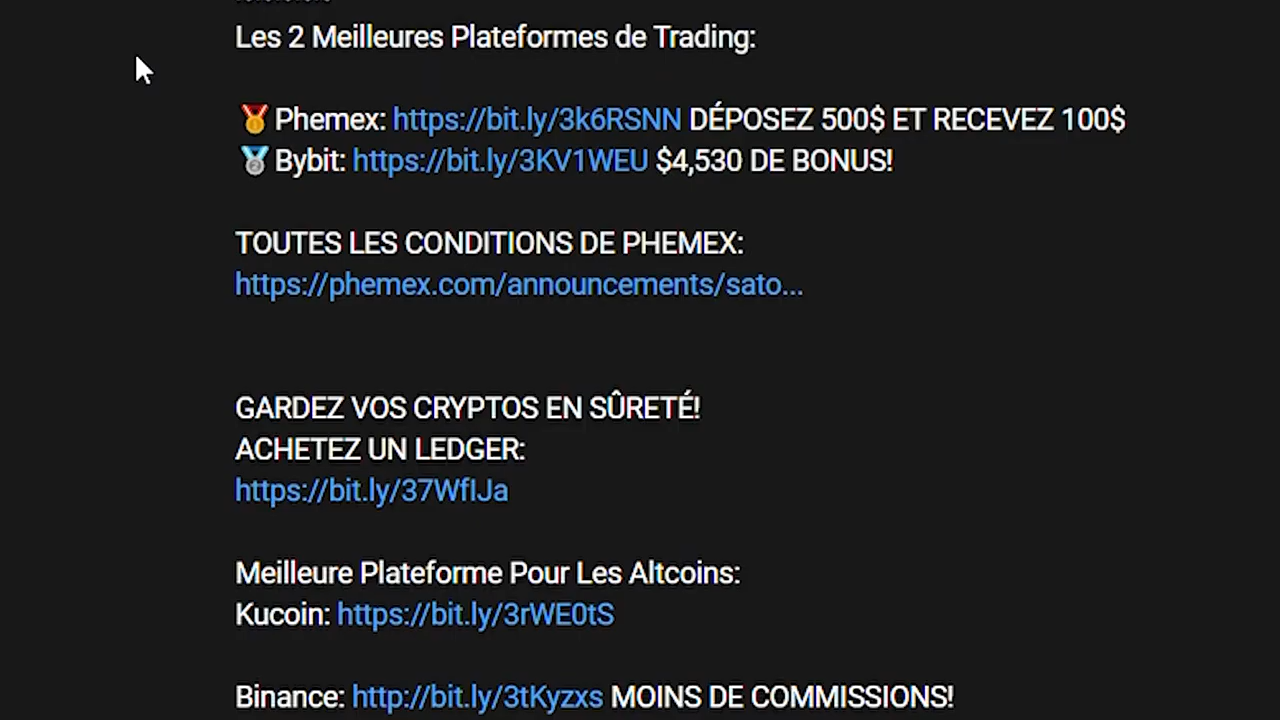 Les 2 Meilleures Plateformes de Trading:
🥇Phemex: https://bit.ly/3k6RSNN DÉPOSEZ 500$ ET RECEVEZ 100$
🥈Bybit: https://bit.ly/3KV1WEU $4,530 DE BONUS!
TOUTES LES CONDITIONS DE PHEMEX:
https://phemex.com/announcements/sato...
GARDEZ VOS CRYPTOS EN SÛRETÉ!
ACHETEZ UN LEDGER:
https://bit.ly/37WfIJa
Meilleure Plateforme Pour Les Altcoins:
Kucoin: https://bit.ly/3rWE0tS
Binance: http://bit.ly/3tKyzxs MOINS DE COMMISSIONS!